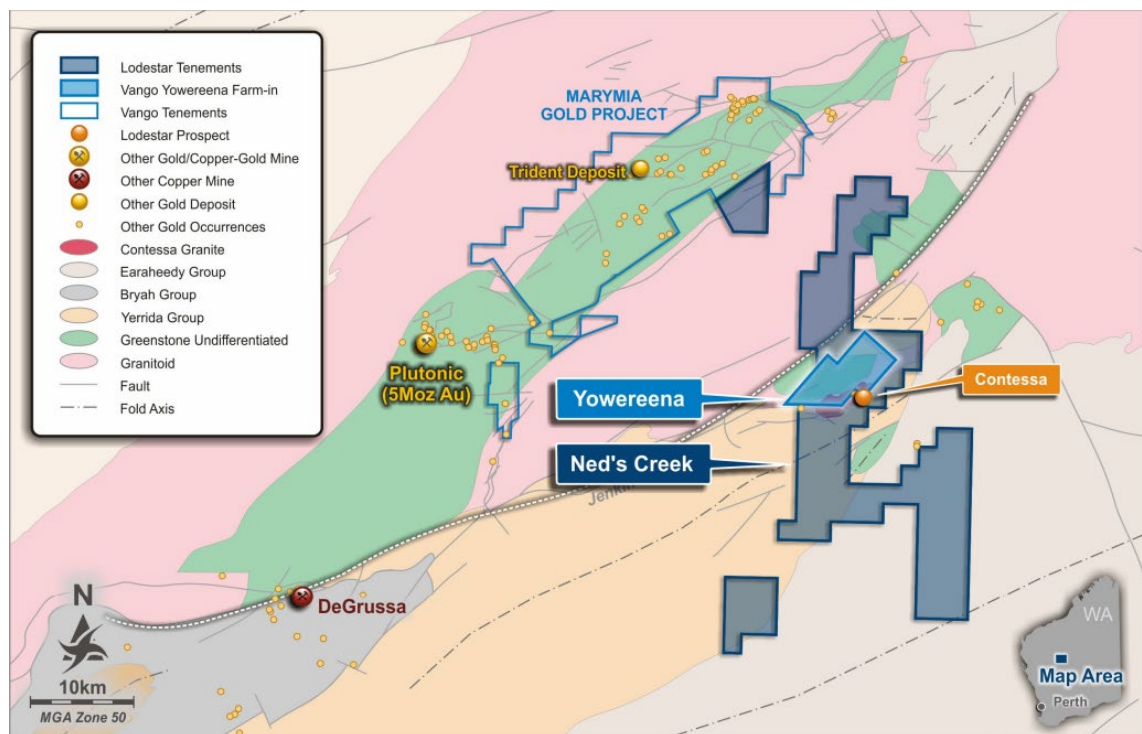 Lodestar Tenements
Vango Yowereena Farm-in
Vango Tenements
Lodestar Prospect
Other Gold/Copper-Gold Mine
Other Copper Mine
Other Gold Deposit
Other Gold Occurrences
Contessa Granite
Earaheedy Group
Bryah Group
Yerrida Group
Greenstone Undifferentiated
Granitoid
Fault
Fold Axis
MARYMIA
GOLD PROJECT
Trident Deposit
Plutonic
(5Moz Au)
Yowereena
Contessa
Ned's Creek
DeGrussa
N
10km
MGA Zone 50
WA
Map Area
Perth